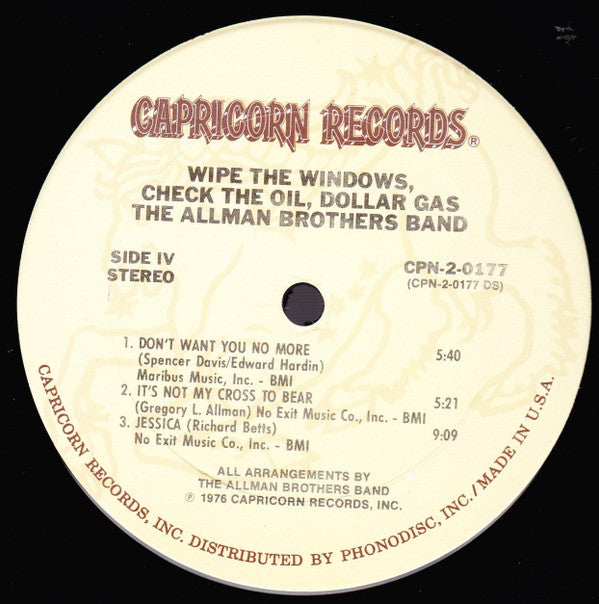 CAPRICORN RECORDS®
WIPE THE WINDOWS,
CHECK THE OIL, DOLLAR GAS
THE ALLMAN BROTHERS BAND
SIDE IV
STEREO
CPN-2-0177
(CPN-2-0177 DS)
1. DON'T WANT YOU NO MORE 5:40
(Spencer Davis/Edward Hardin)
Maribus Music, Inc. - BMI
2. IT'S NOT MY CROSS TO BEAR 5:21
(Gregory L. Allman) No Exit Music Co., Inc. - BMI
3. JESSICA (Richard Betts) 9:09
No Exit Music Co., Inc. - BMI
ALL ARRANGEMENTS BY
THE ALLMAN BROTHERS BAND
℗ 1976 CAPRICORN RECORDS, INC.
CAPRICORN RECORDS, INC. DISTRIBUTED BY PHONODISC, INC./MADE IN U.S.A.